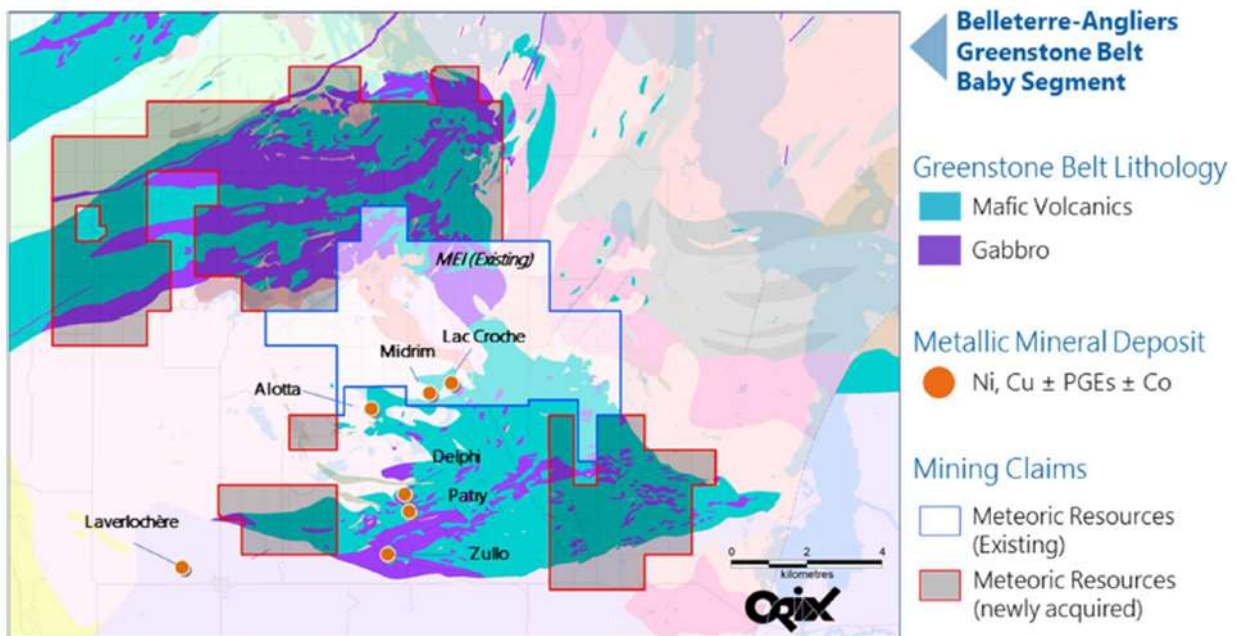 Belleterre-Angliers
Greenstone Belt
Baby Segment
Greenstone Belt Lithology
Mafic Volcanics
Gabbro
Metallic Mineral Deposit
Ni, Cu ± PGEs ± Co
Mining Claims
Meteoric Resources
(Existing)
Meteoric Resources
(newly acquired)
MEI (Existing)
Lac Croche
Midrim
Alotta
Delphi
Patry
Laverlochère
Zullo
0 2 4
kilometres
ORIX